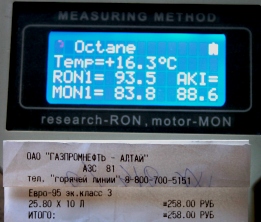 MEASURING METHOD
Octane
Temp=+16.3°C
RON1= 93.5 AKI=
MON1= 83.8 88.6
research-RON, motor-MON
ОАО "ГАЗПРОМНЕФТЬ - АЛТАЙ"
АЗС 81
тел. "горячей линии" 8-800-700-5151
Евро-95 эк.класс 3
25.80 X 10 Л =258.00 РУБ
ИТОГО: =258.00 РУБ